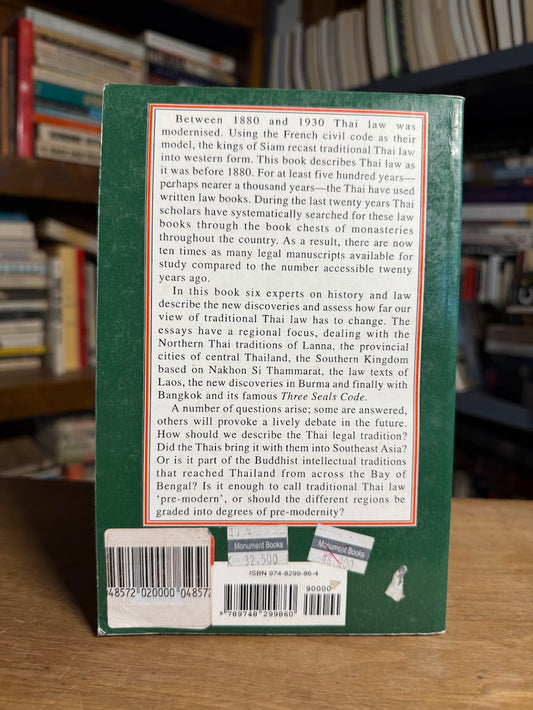 Between 1880 and 1930 Thai law was
modernised. Using the French civil code as their
model, the kings of Siam recast traditional Thai law
into western form. This book describes Thai law as
it was before 1880. For at least five hundred years—
perhaps nearer a thousand years—the Thai have used
written law books. During the last twenty years Thai
scholars have systematically searched for these law
books through the book chests of monasteries
throughout the country. As a result, there are now
ten times as many legal manuscripts available for
study compared to the number accessible twenty
years ago.
In this book six experts on history and law
describe the new discoveries and assess how far our
view of traditional Thai law has to change. The
essays have a regional focus, dealing with the
Northern Thai traditions of Lanna, the provincial
cities of central Thailand, the Southern Kingdom
based on Nakhon Si Thammarat, the law texts of
Laos, the new discoveries in Burma and finally with
Bangkok and its famous Three Seals Code.
A number of questions arise; some are answered,
others will provoke a lively debate in the future.
How should we describe the Thai legal tradition?
Did the Thais bring it with them into Southeast Asia?
Or is it part of the Buddhist intellectual traditions
that reached Thailand from across the Bay of
Bengal? Is it enough to call traditional Thai law
‘pre-modern’, or should the different regions be
graded into degrees of pre-modernity?
Monument Books
32,500
Monument Books
48572 020000 04857
ISBN 974-8299-86-4
90000
9 789748 299860